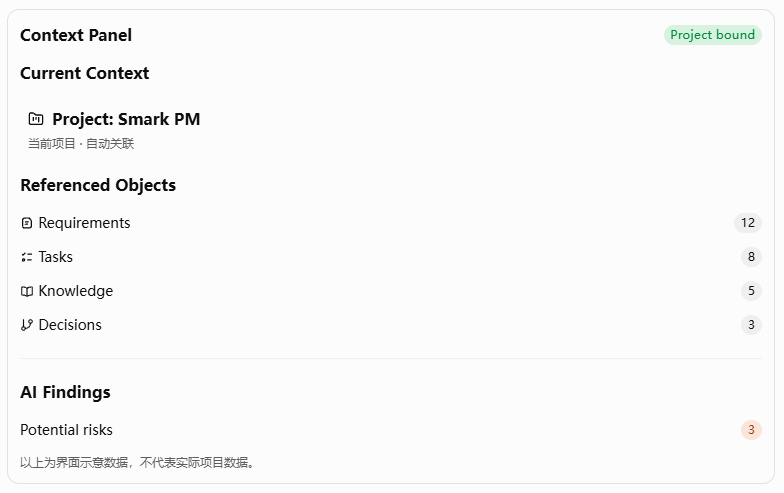 Context Panel
Project bound
Current Context
Project: Smark PM
当前项目 · 自动关联
Referenced Objects
Requirements 12
Tasks 8
Knowledge 5
Decisions 3
AI Findings
Potential risks 3
以上为界面示意数据，不代表实际项目数据。